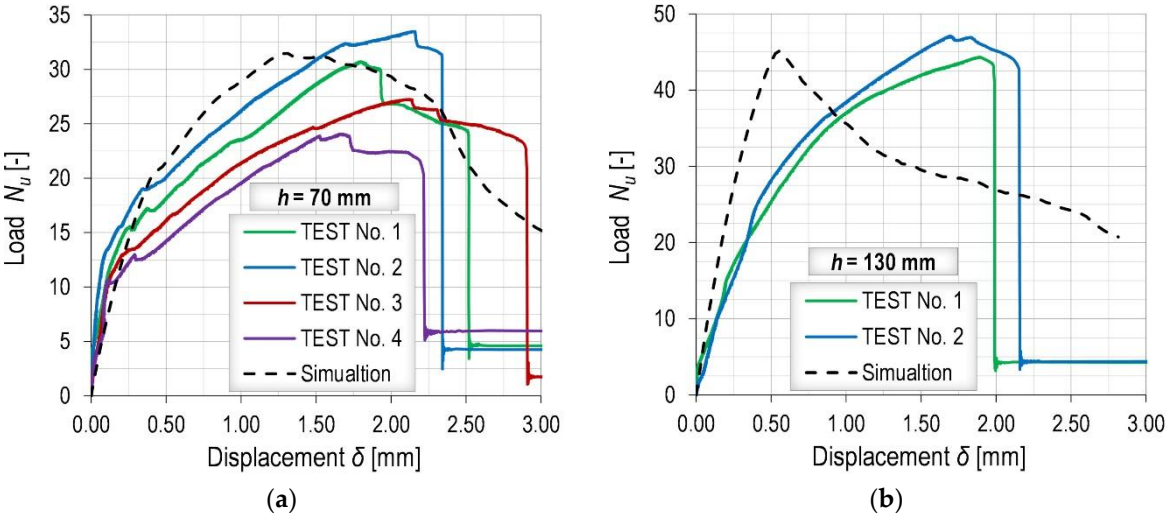 35
30
25
20
15
10
5
0
Load Nu [-]
h = 70 mm
TEST No. 1
TEST No. 2
TEST No. 3
TEST No. 4
Simualtion
0.00 0.50 1.00 1.50 2.00 2.50 3.00
Displacement δ [mm]
(a)
50
40
30
20
10
0
Load Nu [-]
h = 130 mm
TEST No. 1
TEST No. 2
Simualtion
0.00 0.50 1.00 1.50 2.00 2.50 3.00
Displacement δ [mm]
(b)